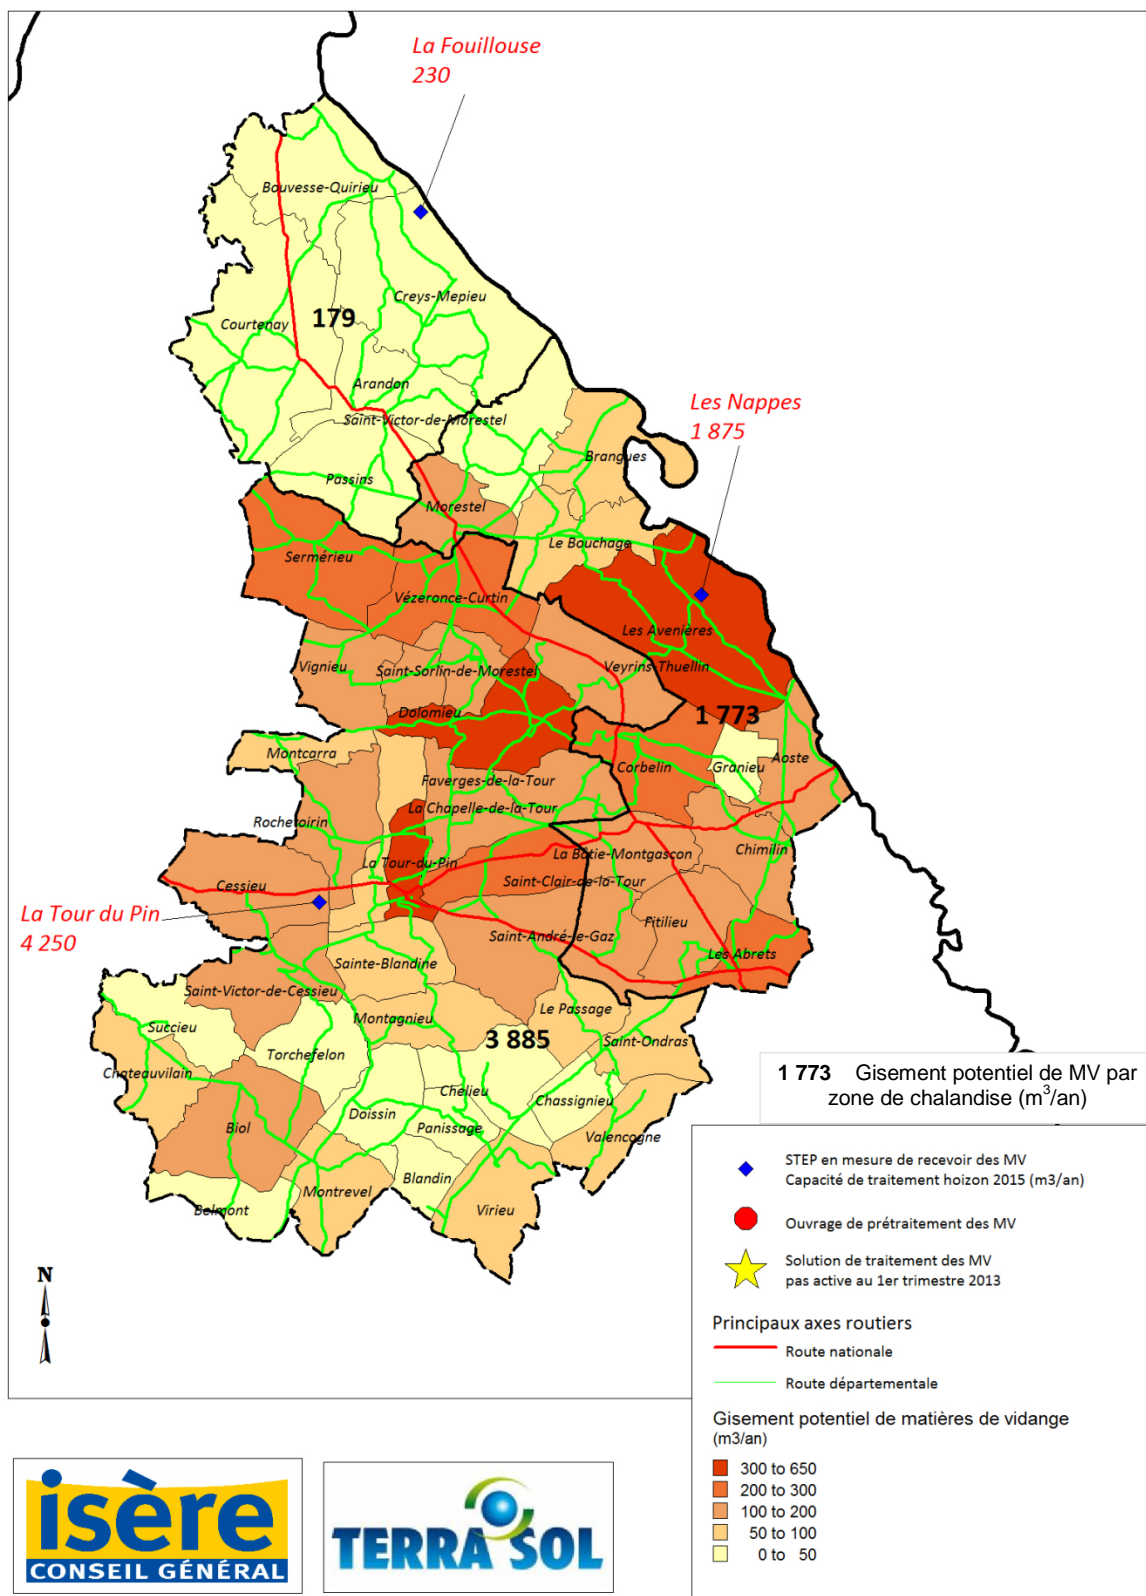 La Fouillouse
230
Bouvesse-Quirieu
Creys-Mepieu
179
Courtenay
Arandon
Les Nappes
1 875
Saint-Victor-de-Morestel
Brangues
Passins
Morestel
Le Bouchage
Sermérieu
Vézeronce-Curtin
Les Avenières
Vignieu
Saint-Sorlin-de-Morestel
Veyrins-Thuellin
Dolomieu
1 773
Montcarra
Corbelin
Granieu
Aoste
Faverges-de-la-Tour
La Chapelle-de-la-Tour
Rochetoirin
La Tour-du-Pin
La Bâtie-Montgascon
Chimilin
Cessieu
Saint-Clair-de-la-Tour
La Tour du Pin
4 250
Fitilieu
Saint-André-le-Gaz
Les Abrets
Sainte-Blandine
Saint-Victor-de-Cessieu
Le Passage
Montagnieu
Succieu
3 885
Saint-Ondras
Torchefelon
Chateauvilain
Chelieu
Chassignieu
Doissin
Biol
Panissage
Valencogne
Blandin
Montrevel
Belmont
Virieu
1 773 Gisement potentiel de MV par
zone de chalandise (m³/an)
STEP en mesure de recevoir des MV
Capacité de traitement hoizon 2015 (m3/an)
Ouvrage de prétraitement des MV
Solution de traitement des MV
pas active au 1er trimestre 2013
Principaux axes routiers
Route nationale
Route départementale
Gisement potentiel de matières de vidange
(m3/an)
300 to 650
200 to 300
100 to 200
50 to 100
0 to 50
N
isère
CONSEIL GÉNÉRAL
TERRA SOL